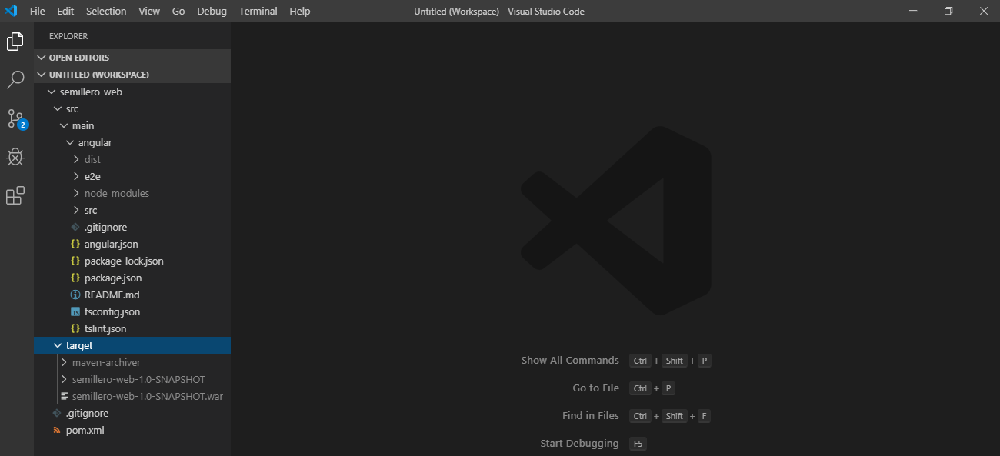 File Edit Selection View Go Debug Terminal Help Untitled (Workspace) - Visual Studio Code
EXPLORER
OPEN EDITORS
UNTITLED (WORKSPACE)
semillero-web
src
main
angular
dist
e2e
node_modules
src
.gitignore
{} angular.json
{} package-lock.json
{} package.json
README.md
TS tsconfig.json
{} tslint.json
target
maven-archiver
semillero-web-1.0-SNAPSHOT
semillero-web-1.0-SNAPSHOT.war
.gitignore
pom.xml
2
Show All Commands Ctrl + Shift + P
Go to File Ctrl + P
Find in Files Ctrl + Shift + F
Start Debugging F5